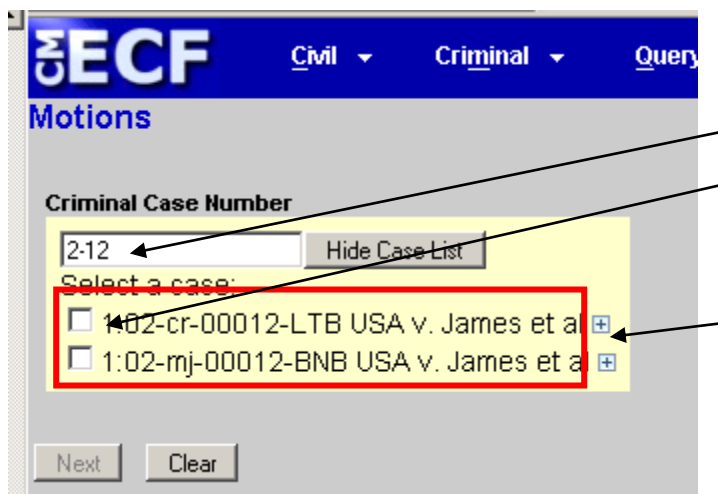 CM ECF Civil Criminal Query
Motions
Criminal Case Number
2-12 Hide Case List
Select a case:
1:02-cr-00012-LTB USA v. James et al
1:02-mj-00012-BNB USA v. James et al
Next Clear